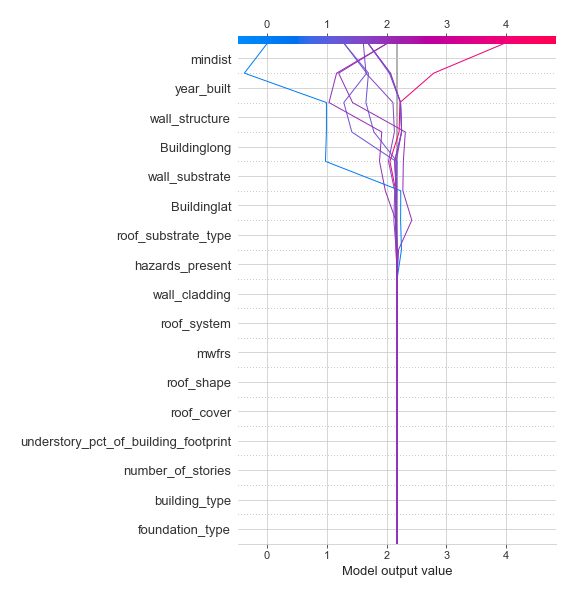 0 1 2 3 4
mindist
year_built
wall_structure
Buildinglong
wall_substrate
Buildinglat
roof_substrate_type
hazards_present
wall_cladding
roof_system
mwfrs
roof_shape
roof_cover
understory_pct_of_building_footprint
number_of_stories
building_type
foundation_type
0 1 2 3 4
Model output value